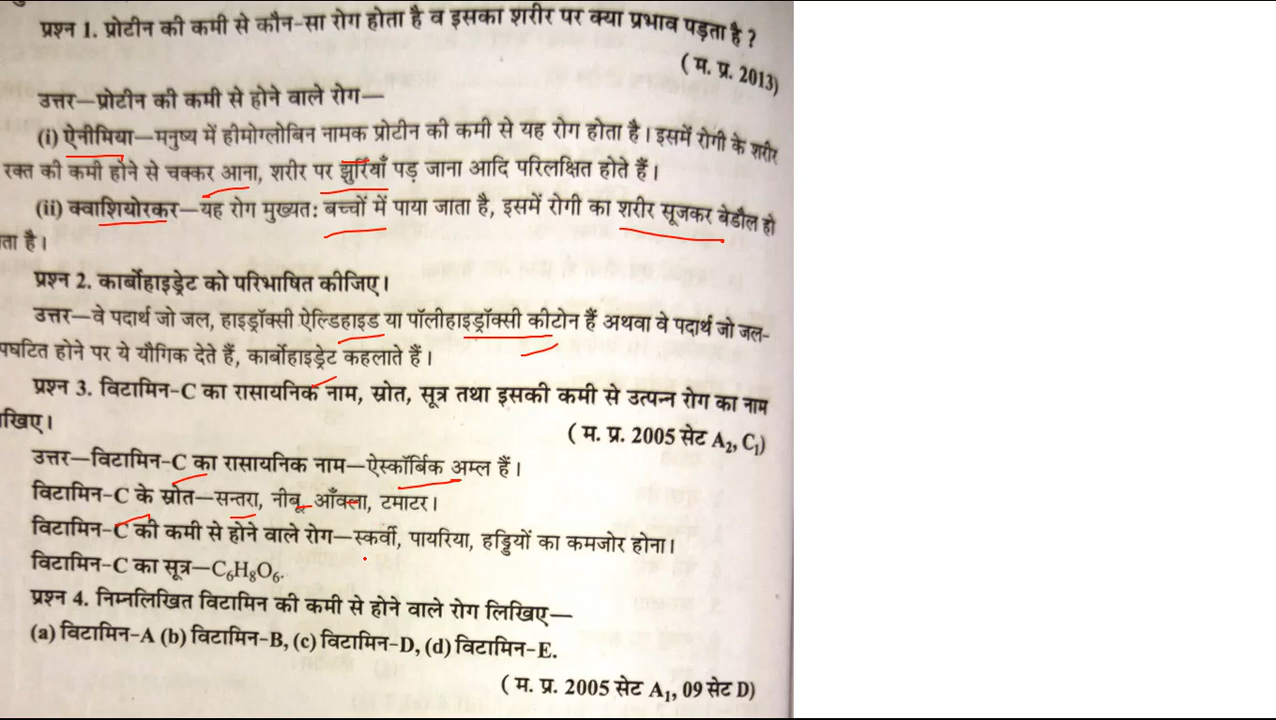 प्रश्न 1. प्रोटीन की कमी से कौन-सा रोग होता है व इसका शरीर पर क्या प्रभाव पड़ता है ?
( म. प्र. 2013)
उत्तर—प्रोटीन की कमी से होने वाले रोग—
(i) ऐनीमिया—मनुष्य में हीमोग्लोबिन नामक प्रोटीन की कमी से यह रोग होता है। इसमें रोगी के शरीर
रक्त की कमी होने से चक्कर आना, शरीर पर झुर्रियाँ पड़ जाना आदि परिलक्षित होते हैं।
(ii) क्वाशियोरकर—यह रोग मुख्यत: बच्चों में पाया जाता है, इसमें रोगी का शरीर सूजकर बेडौल हो
ता है।
प्रश्न 2. कार्बोहाइड्रेट को परिभाषित कीजिए।
उत्तर—वे पदार्थ जो जल, हाइड्रॉक्सी ऐल्डिहाइड या पॉलीहाइड्रॉक्सी कीटोन हैं अथवा वे पदार्थ जो जल-
पघटित होने पर ये यौगिक देते हैं, कार्बोहाइड्रेट कहलाते हैं।
प्रश्न 3. विटामिन-C का रासायनिक नाम, स्रोत, सूत्र तथा इसकी कमी से उत्पन्न रोग का नाम
खिए।
( म. प्र. 2005 सेट A₂, C₁)
उत्तर—विटामिन-C का रासायनिक नाम—ऐस्कॉर्बिक अम्ल हैं।
विटामिन-C के स्रोत—सन्तरा, नीबू, आँवला, टमाटर।
विटामिन-C की कमी से होने वाले रोग—स्कर्वी, पायरिया, हड्डियों का कमजोर होना।
विटामिन-C का सूत्र—C₆H₈O₆.
प्रश्न 4. निम्नलिखित विटामिन की कमी से होने वाले रोग लिखिए—
(a) विटामिन-A (b) विटामिन-B, (c) विटामिन-D, (d) विटामिन-E.
( म. प्र. 2005 सेट A₁, 09 सेट D)